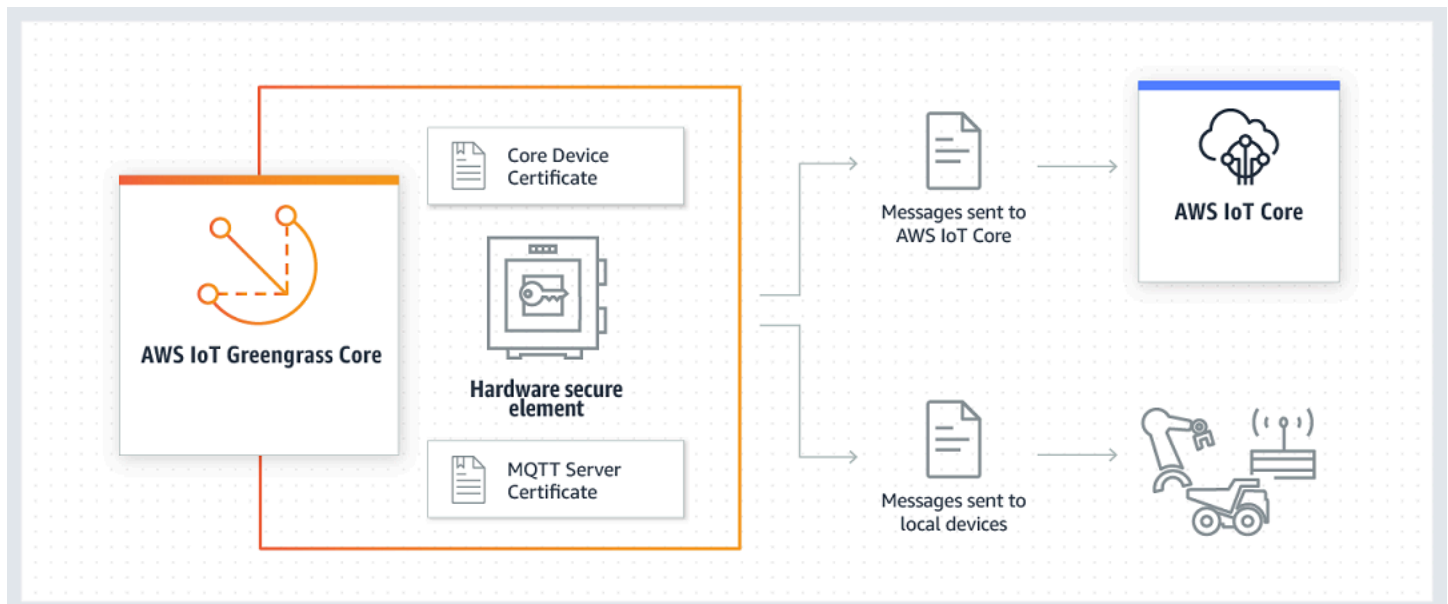 Core Device
Certificate
AWS IoT Greengrass Core
Hardware secure
element
MQTT Server
Certificate
Messages sent to
AWS IoT Core
AWS IoT Core
Messages sent to
local devices